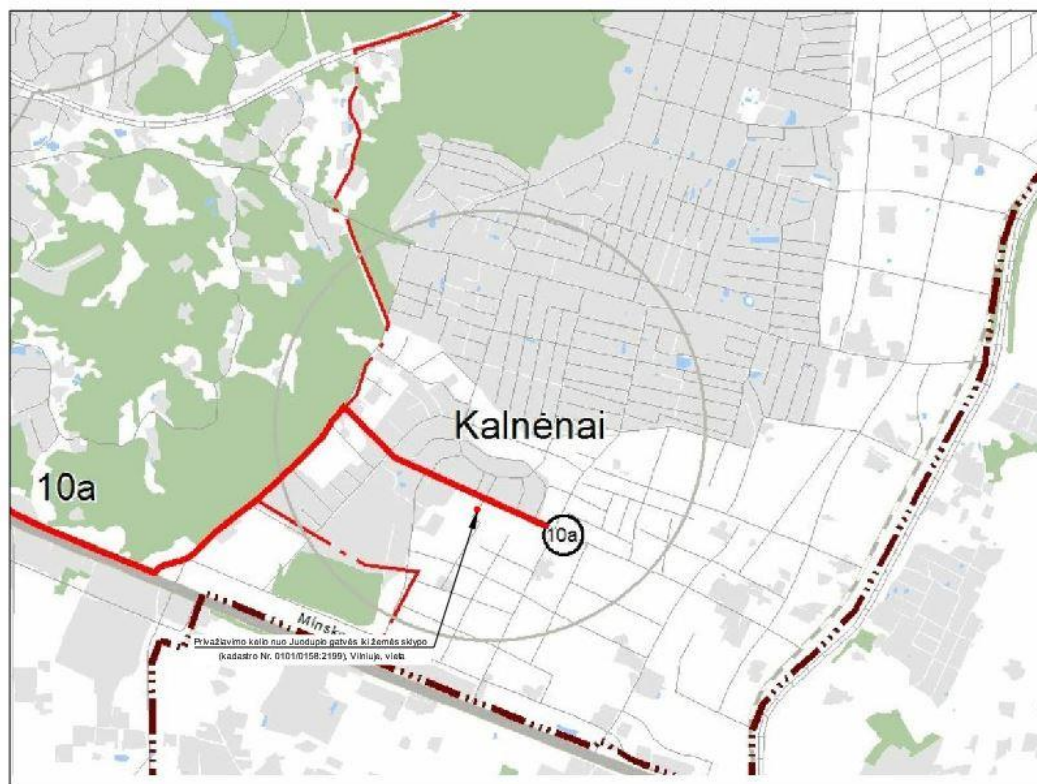 Kalnėnai
10a
10a
Minsk
Privažiavimo kelio nuo Juodupio gatvės iki žemės sklypo
(kadastro Nr. 0101/0158:2199), Vilniuje, vieta